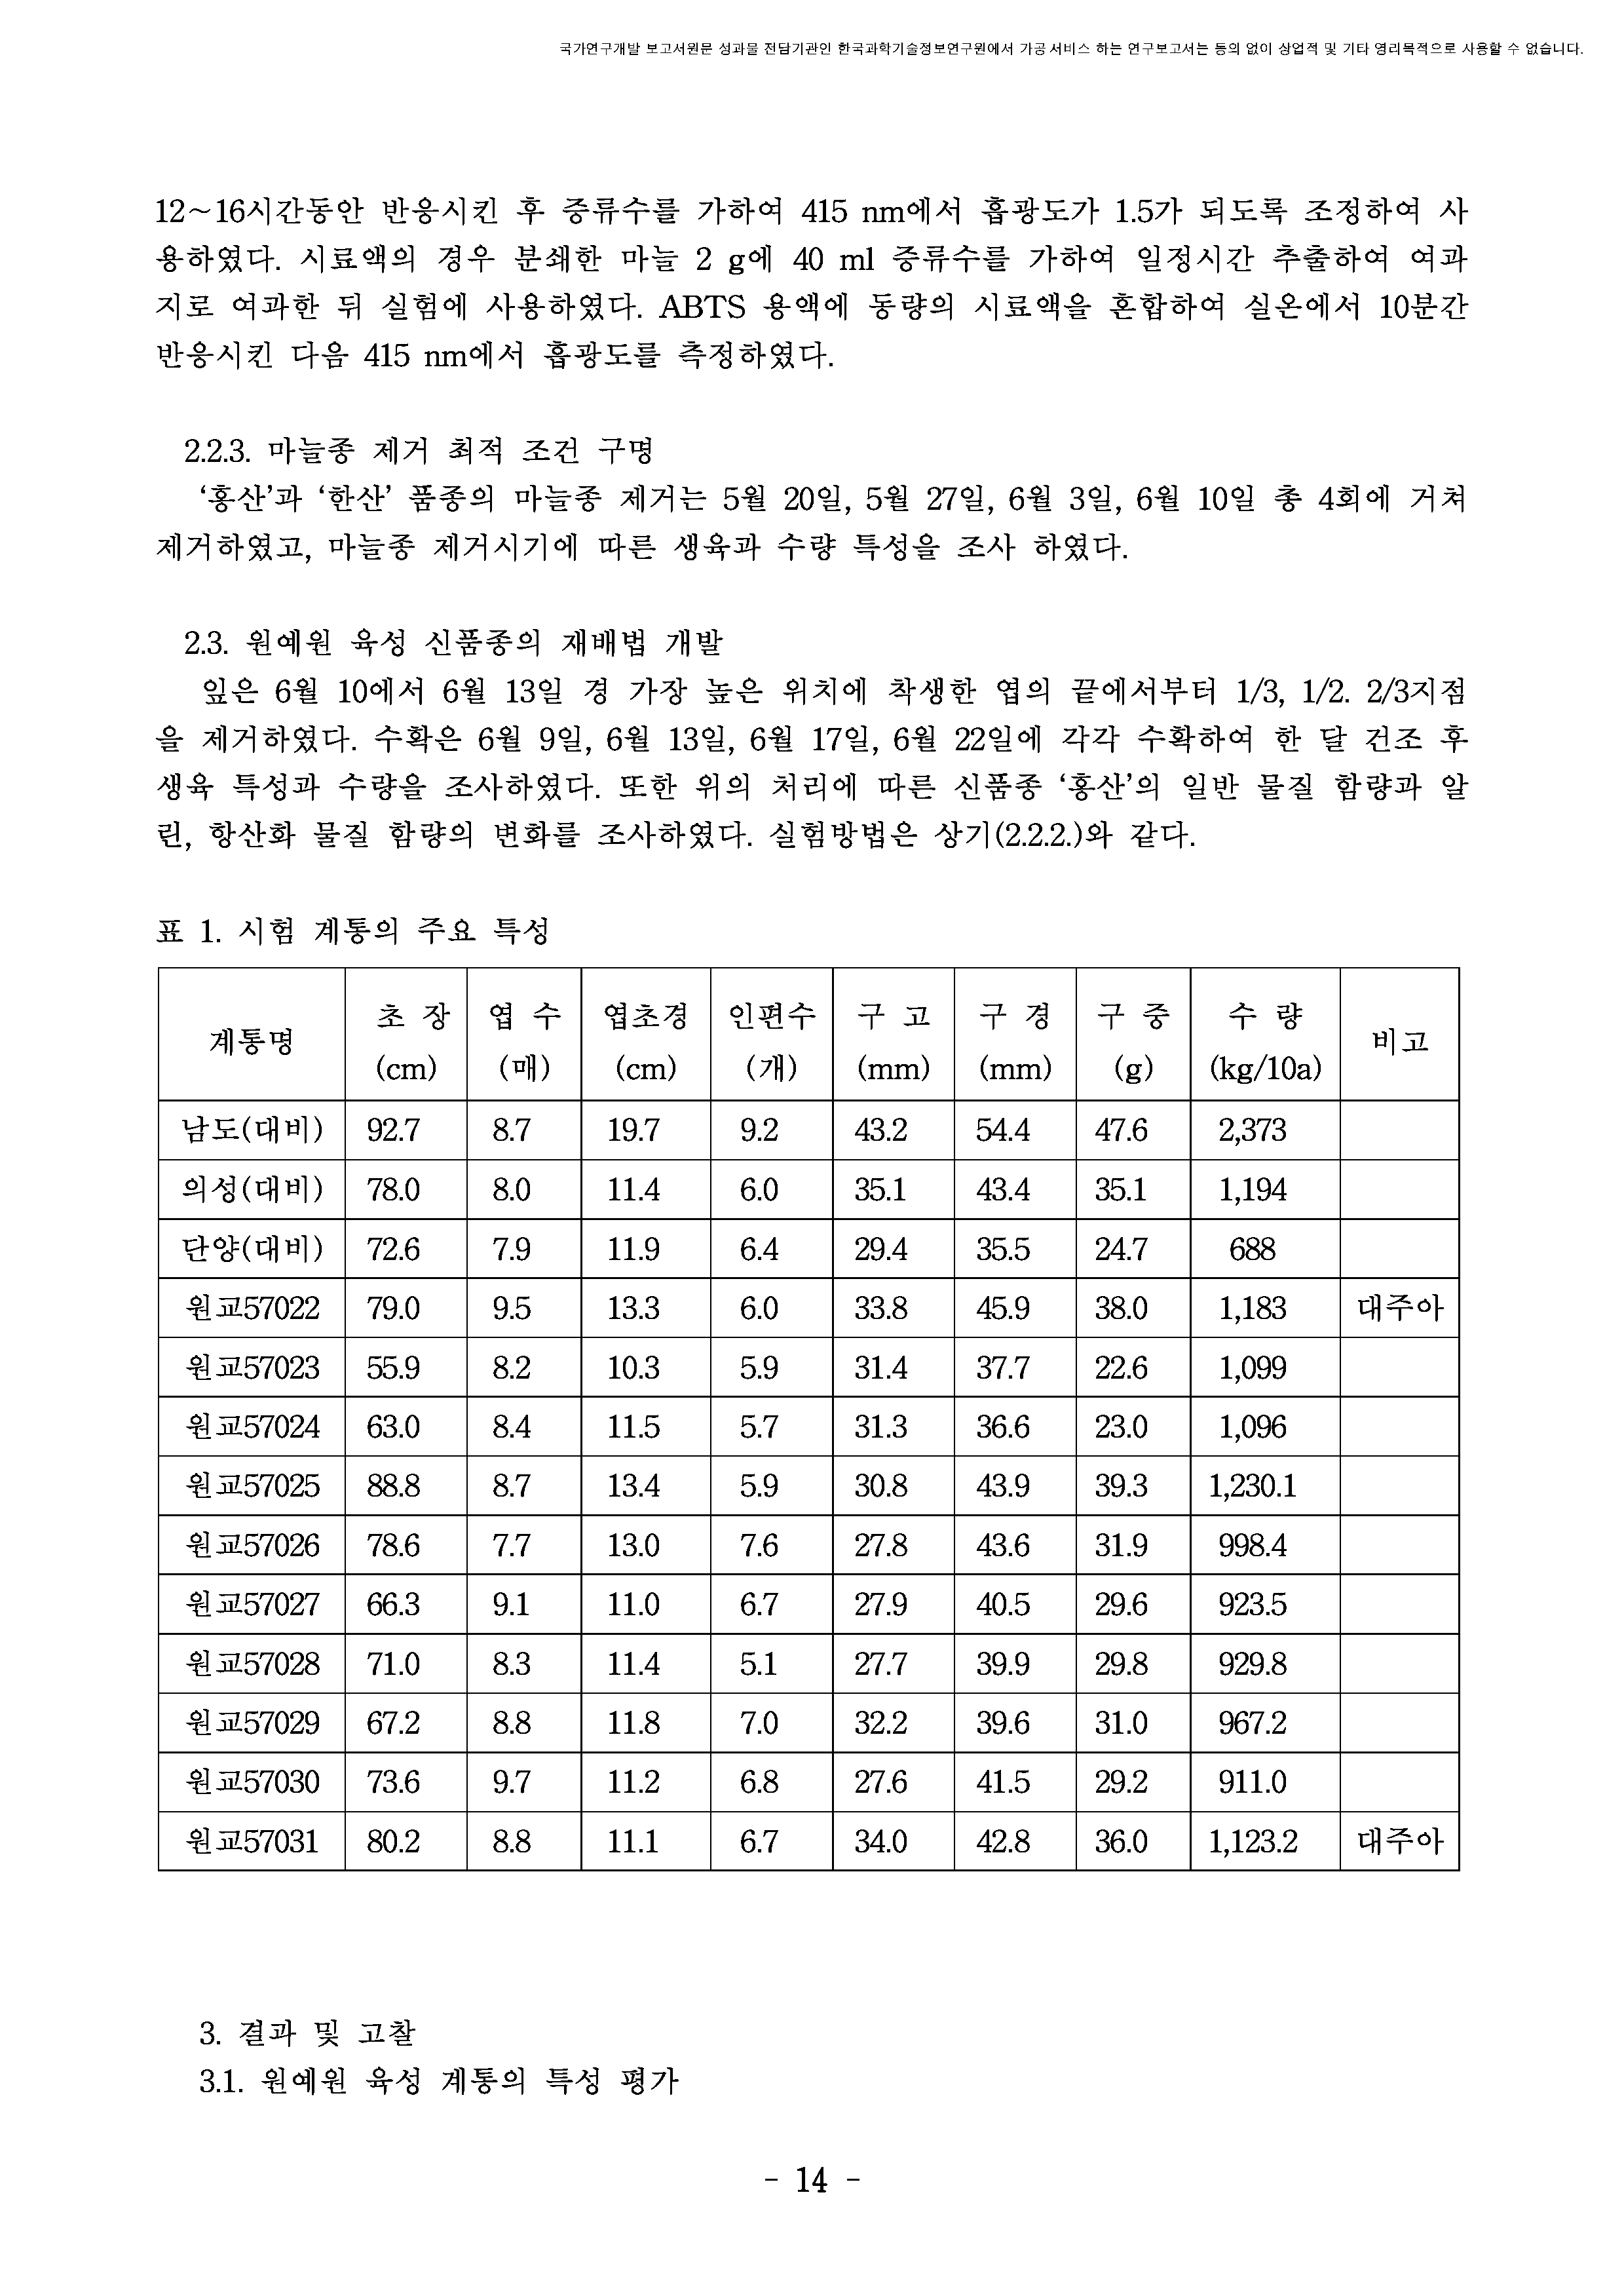 국가연구개발 보고서원문 성과물 전담기관인 한국과학기술정보연구원에서 가공·서비스 하는 연구보고서는 동의 없이 상업적 및 기타 영리목적으로 사용할 수 없습니다.
12~16시간동안 반응시킨 후 증류수를 가하여 415 nm에서 흡광도가 1.5가 되도록 조정하여 사
용하였다. 시료액의 경우 분쇄한 마늘 2 g에 40 ml 증류수를 가하여 일정시간 추출하여 여과
지로 여과한 뒤 실험에 사용하였다. ABTS 용액에 동량의 시료액을 혼합하여 실온에서 10분간
반응시킨 다음 415 nm에서 흡광도를 측정하였다.
2.2.3. 마늘종 제거 최적 조건 구명
‘홍산’과 ‘한산’ 품종의 마늘종 제거는 5월 20일, 5월 27일, 6월 3일, 6월 10일 총 4회에 거쳐
제거하였고, 마늘종 제거시기에 따른 생육과 수량 특성을 조사 하였다.
2.3. 원예원 육성 신품종의 재배법 개발
잎은 6월 10에서 6월 13일 경 가장 높은 위치에 착생한 엽의 끝에서부터 1/3, 1/2. 2/3지점
을 제거하였다. 수확은 6월 9일, 6월 13일, 6월 17일, 6월 22일에 각각 수확하여 한 달 건조 후
생육 특성과 수량을 조사하였다. 또한 위의 처리에 따른 신품종 ‘홍산’의 일반 물질 함량과 알
린, 항산화 물질 함량의 변화를 조사하였다. 실험방법은 상기(2.2.2.)와 같다.
표 1. 시험 계통의 주요 특성
계통명 초 장 (cm) 엽 수 (매) 엽초경 (cm) 인편수 (개) 구 고 (mm) 구 경 (mm) 구 중 (g) 수 량 (kg/10a) 비고
남도(대비) 92.7 8.7 19.7 9.2 43.2 54.4 47.6 2,373
의성(대비) 78.0 8.0 11.4 6.0 35.1 43.4 35.1 1,194
단양(대비) 72.6 7.9 11.9 6.4 29.4 35.5 24.7 688
원교57022 79.0 9.5 13.3 6.0 33.8 45.9 38.0 1,183 대주아
원교57023 55.9 8.2 10.3 5.9 31.4 37.7 22.6 1,099
원교57024 63.0 8.4 11.5 5.7 31.3 36.6 23.0 1,096
원교57025 88.8 8.7 13.4 5.9 30.8 43.9 39.3 1,230.1
원교57026 78.6 7.7 13.0 7.6 27.8 43.6 31.9 998.4
원교57027 66.3 9.1 11.0 6.7 27.9 40.5 29.6 923.5
원교57028 71.0 8.3 11.4 5.1 27.7 39.9 29.8 929.8
원교57029 67.2 8.8 11.8 7.0 32.2 39.6 31.0 967.2
원교57030 73.6 9.7 11.2 6.8 27.6 41.5 29.2 911.0
원교57031 80.2 8.8 11.1 6.7 34.0 42.8 36.0 1,123.2 대주아
3. 결과 및 고찰
3.1. 원예원 육성 계통의 특성 평가
- 14 -